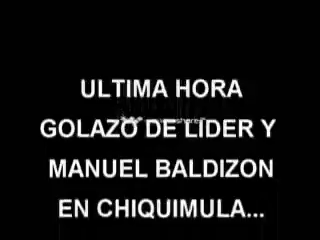 ULTIMA HORA
GOLAZO DE LIDER Y
MANUEL BALDIZON
EN CHIQUIMULA...